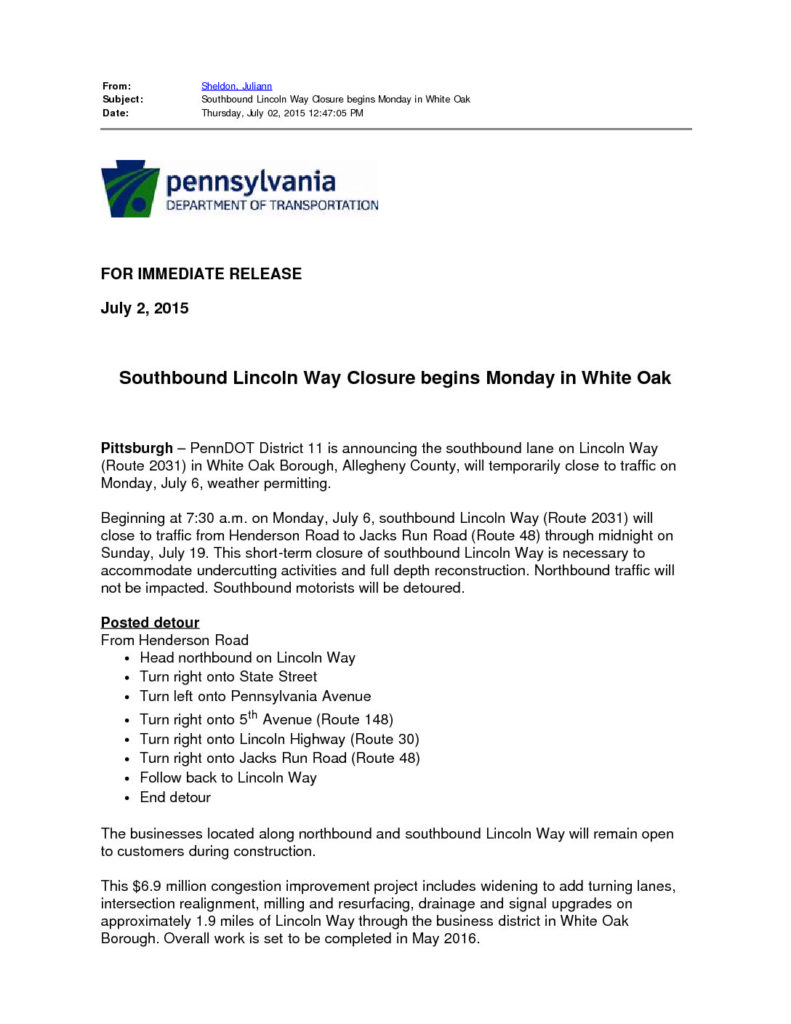 From: Sheldon, Juliann
Subject: Southbound Lincoln Way Closure begins Monday in White Oak
Date: Thursday, July 02, 2015 12:47:05 PM
pennsylvania
DEPARTMENT OF TRANSPORTATION
FOR IMMEDIATE RELEASE
July 2, 2015
Southbound Lincoln Way Closure begins Monday in White Oak
Pittsburgh – PennDOT District 11 is announcing the southbound lane on Lincoln Way
(Route 2031) in White Oak Borough, Allegheny County, will temporarily close to traffic on
Monday, July 6, weather permitting.
Beginning at 7:30 a.m. on Monday, July 6, southbound Lincoln Way (Route 2031) will
close to traffic from Henderson Road to Jacks Run Road (Route 48) through midnight on
Sunday, July 19. This short-term closure of southbound Lincoln Way is necessary to
accommodate undercutting activities and full depth reconstruction. Northbound traffic will
not be impacted. Southbound motorists will be detoured.
Posted detour
From Henderson Road
• Head northbound on Lincoln Way
• Turn right onto State Street
• Turn left onto Pennsylvania Avenue
• Turn right onto 5th Avenue (Route 148)
• Turn right onto Lincoln Highway (Route 30)
• Turn right onto Jacks Run Road (Route 48)
• Follow back to Lincoln Way
• End detour
The businesses located along northbound and southbound Lincoln Way will remain open
to customers during construction.
This $6.9 million congestion improvement project includes widening to add turning lanes,
intersection realignment, milling and resurfacing, drainage and signal upgrades on
approximately 1.9 miles of Lincoln Way through the business district in White Oak
Borough. Overall work is set to be completed in May 2016.